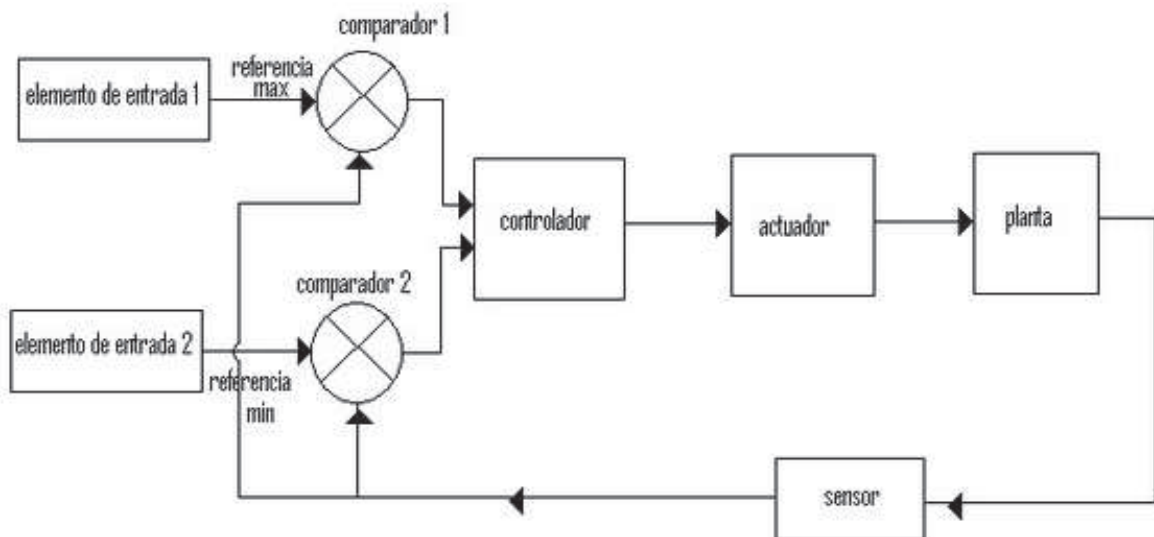 comparador 1
elemento de entrada 1
referencia
max
controlador
actuador
planta
comparador 2
elemento de entrada 2
referencia
min
sensor